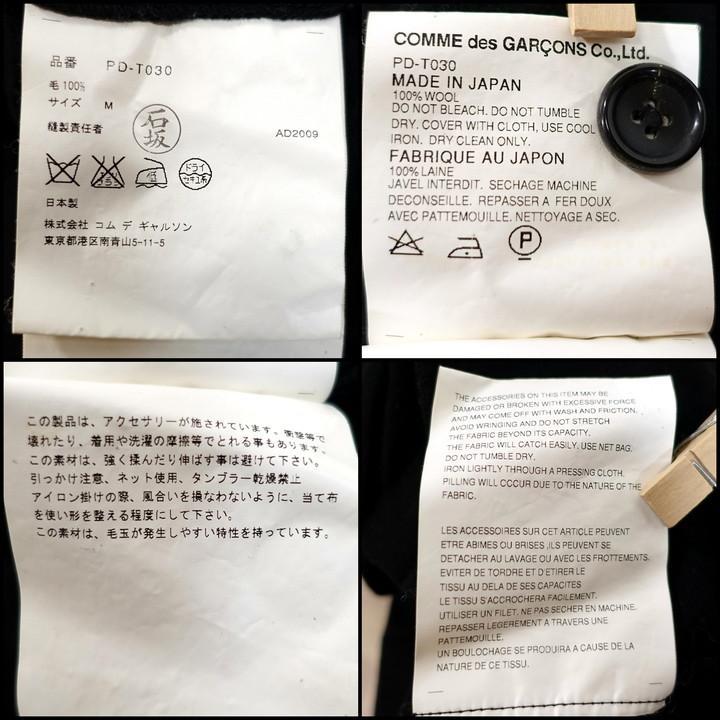 品番 PD-T030
毛 100%
サイズ M
縫製責任者
石坂
AD2009
エンソサラシ
低
ドライ
セキユ系
日本製
株式会社 コム デ ギャルソン
東京都港区南青山5-11-5
COMME des GARÇONS Co.,Ltd.
PD-T030
MADE IN JAPAN
100% WOOL
DO NOT BLEACH. DO NOT TUMBLE
DRY. COVER WITH CLOTH, USE COOL
IRON. DRY CLEAN ONLY.
FABRIQUE AU JAPON
100% LAINE
JAVEL INTERDIT. SECHAGE MACHINE
DECONSEILLE. REPASSER A FER DOUX
AVEC PATTEMOUILLE. NETTOYAGE A SEC.
P
この製品は、アクセサリーが施されています。衝撃等で
壊れたり、着用や洗濯の摩擦等でとれる事もあります。
この素材は、強く揉んだり伸ばす事は避けて下さい。
引っかけ注意、ネット使用、タンブラー乾燥禁止
アイロン掛けの際、風合いを損なわないように、当て布
を使い形を整える程度にして下さい。
この素材は、毛玉が発生しやすい特性を持っています。
THE ACCESSORIES ON THIS ITEM MAY BE
DAMAGED OR BROKEN WITH EXCESSIVE FORCE
AND MAY COME OFF WITH WASH AND FRICTION.
AVOID WRINGING AND DO NOT STRETCH
THE FABRIC BEYOND ITS CAPACITY.
THE FABRIC WILL CATCH EASILY. USE NET BAG.
DO NOT TUMBLE DRY.
IRON LIGHTLY THROUGH A PRESSING CLOTH.
PILLING WILL CCCUR DUE TO THE NATURE OF THE
FABRIC.
LES ACCESSOIRES SUR CET ARTICLE PEUVENT
ETRE ABIMES OU BRISES ,ILS PEUVENT SE
DETACHER AU LAVAGE OU AVEC LES FROTTEMENTS.
EVITER DE TORDRE ET D'ETIRER LE
TISSU AU DELA DE SES CAPACITES
LE TISSU S'ACCROCHERA FACILEMENT.
UTILISER UN FILET. NE PAS SECHER EN MACHINE.
REPASSER LEGEREMENT A TRAVERS UNE
PATTEMOUILLE.
UN BOULOCHAGE SE PRODUIRA A CAUSE DE LA
NATURE DE CE TISSU.